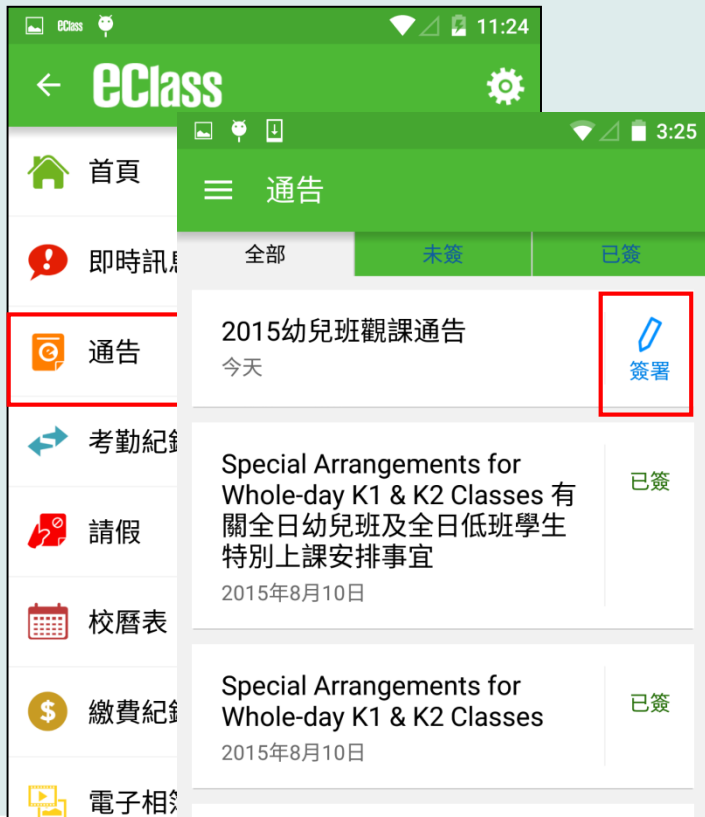 eClass
11:24
eClass
首頁
即時訊息
通告
考勤紀
請假
校曆表
繳費紀
電子相
3:25
通告
全部
未簽
已簽
2015幼兒班觀課通告
今天
簽署
Special Arrangements for
Whole-day K1 & K2 Classes 有
關全日幼兒班及全日低班學生
特別上課安排事宜
2015年8月10日
已簽
Special Arrangements for
Whole-day K1 & K2 Classes
2015年8月10日
已簽